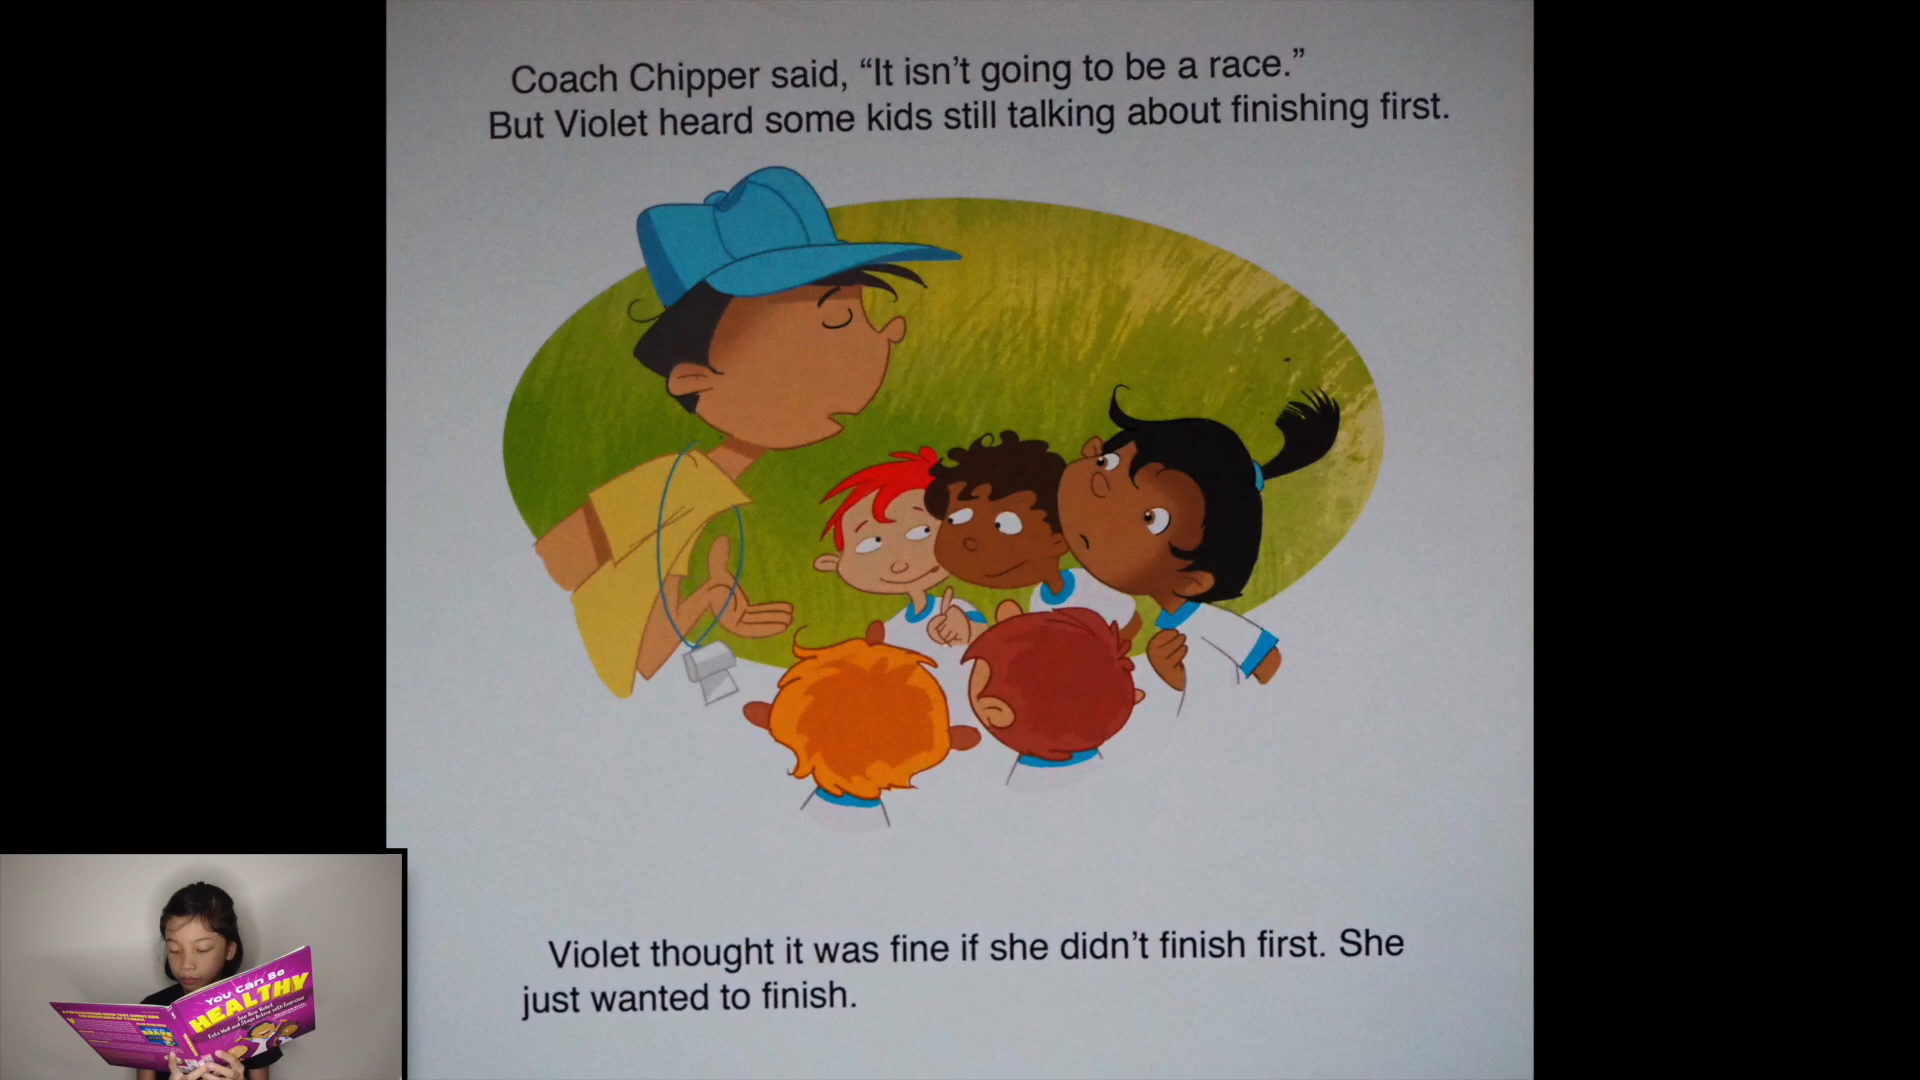 Coach Chipper said, “It isn’t going to be a race.”
But Violet heard some kids still talking about finishing first.
Violet thought it was fine if she didn’t finish first. She
just wanted to finish.
You Can Be
HEALTHY